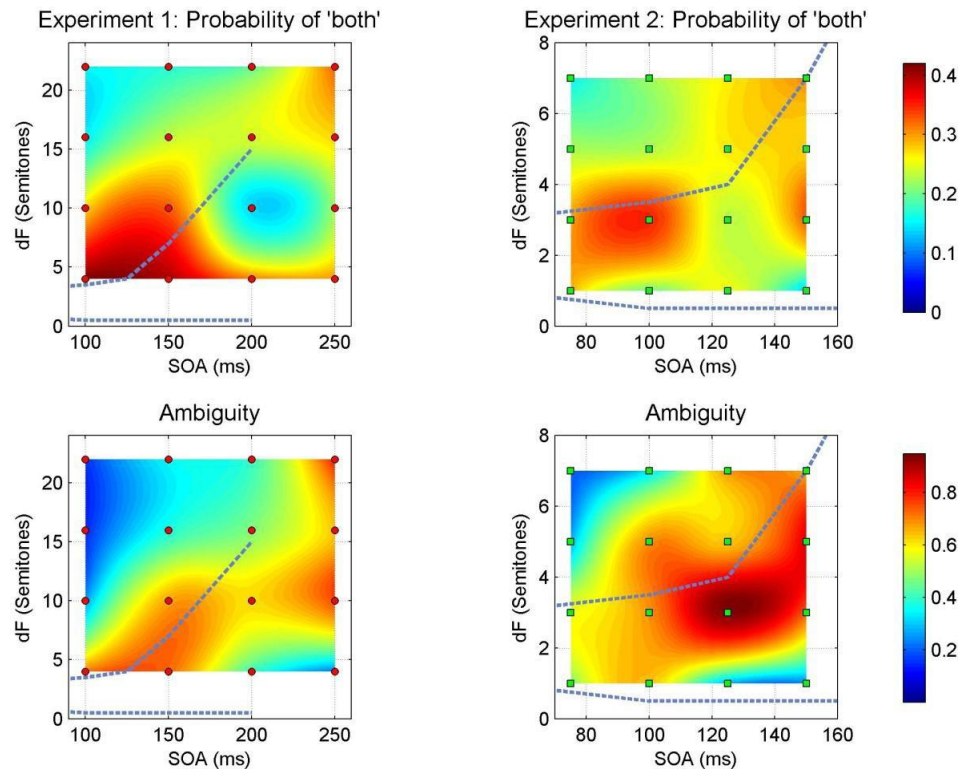 Experiment 1: Probability of 'both'
20
15
10
5
0
dF (Semitones)
100 150 200 250
SOA (ms)
Experiment 2: Probability of 'both'
8
6
4
2
0
dF (Semitones)
80 100 120 140 160
SOA (ms)
0.4
0.3
0.2
0.1
0
Ambiguity
20
15
10
5
0
dF (Semitones)
100 150 200 250
SOA (ms)
Ambiguity
8
6
4
2
0
dF (Semitones)
80 100 120 140 160
SOA (ms)
0.8
0.6
0.4
0.2